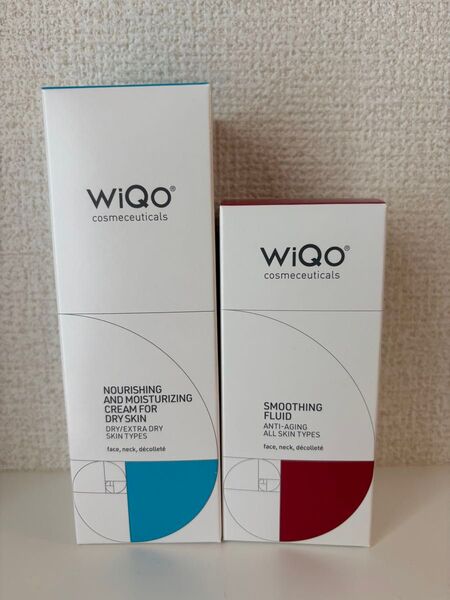 WiQo®
cosmeceuticals
NOURISHING
AND MOISTURIZING
CREAM FOR
DRY SKIN
DRY/EXTRA DRY
SKIN TYPES
face, neck, décolleté
WiQo®
cosmeceuticals
SMOOTHING
FLUID
ANTI-AGING
ALL SKIN TYPES
face, neck, décolleté